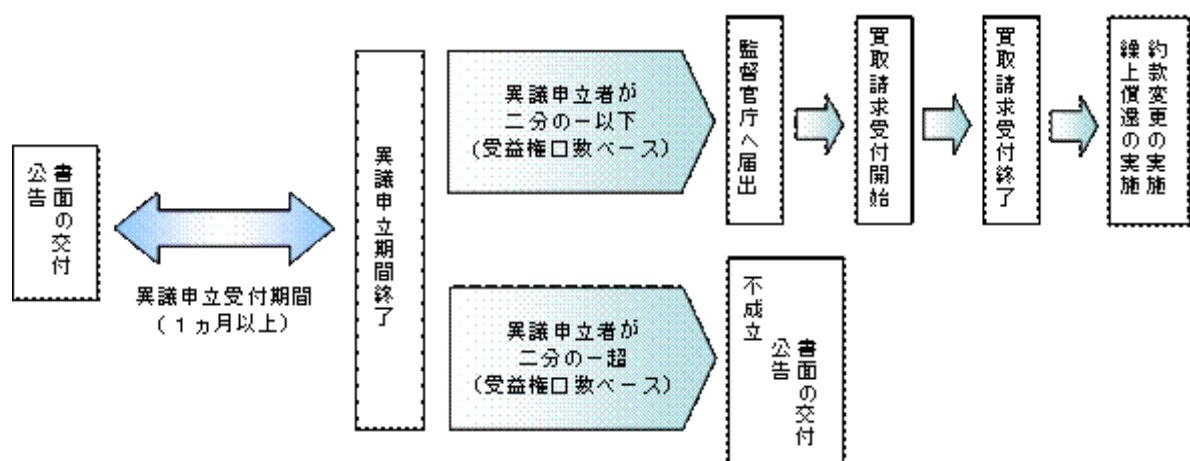 書面の交付
公告
異議申立受付期間
(1ヵ月以上)
異議申立期間終了
異議申立者が
二分の一以下
(受益権口数ベース)
監督官庁へ届出
買取請求受付開始
買取請求受付終了
約款変更の実施
繰上償還の実施
異議申立者が
二分の一超
(受益権口数ベース)
不成立
書面の交付
公告